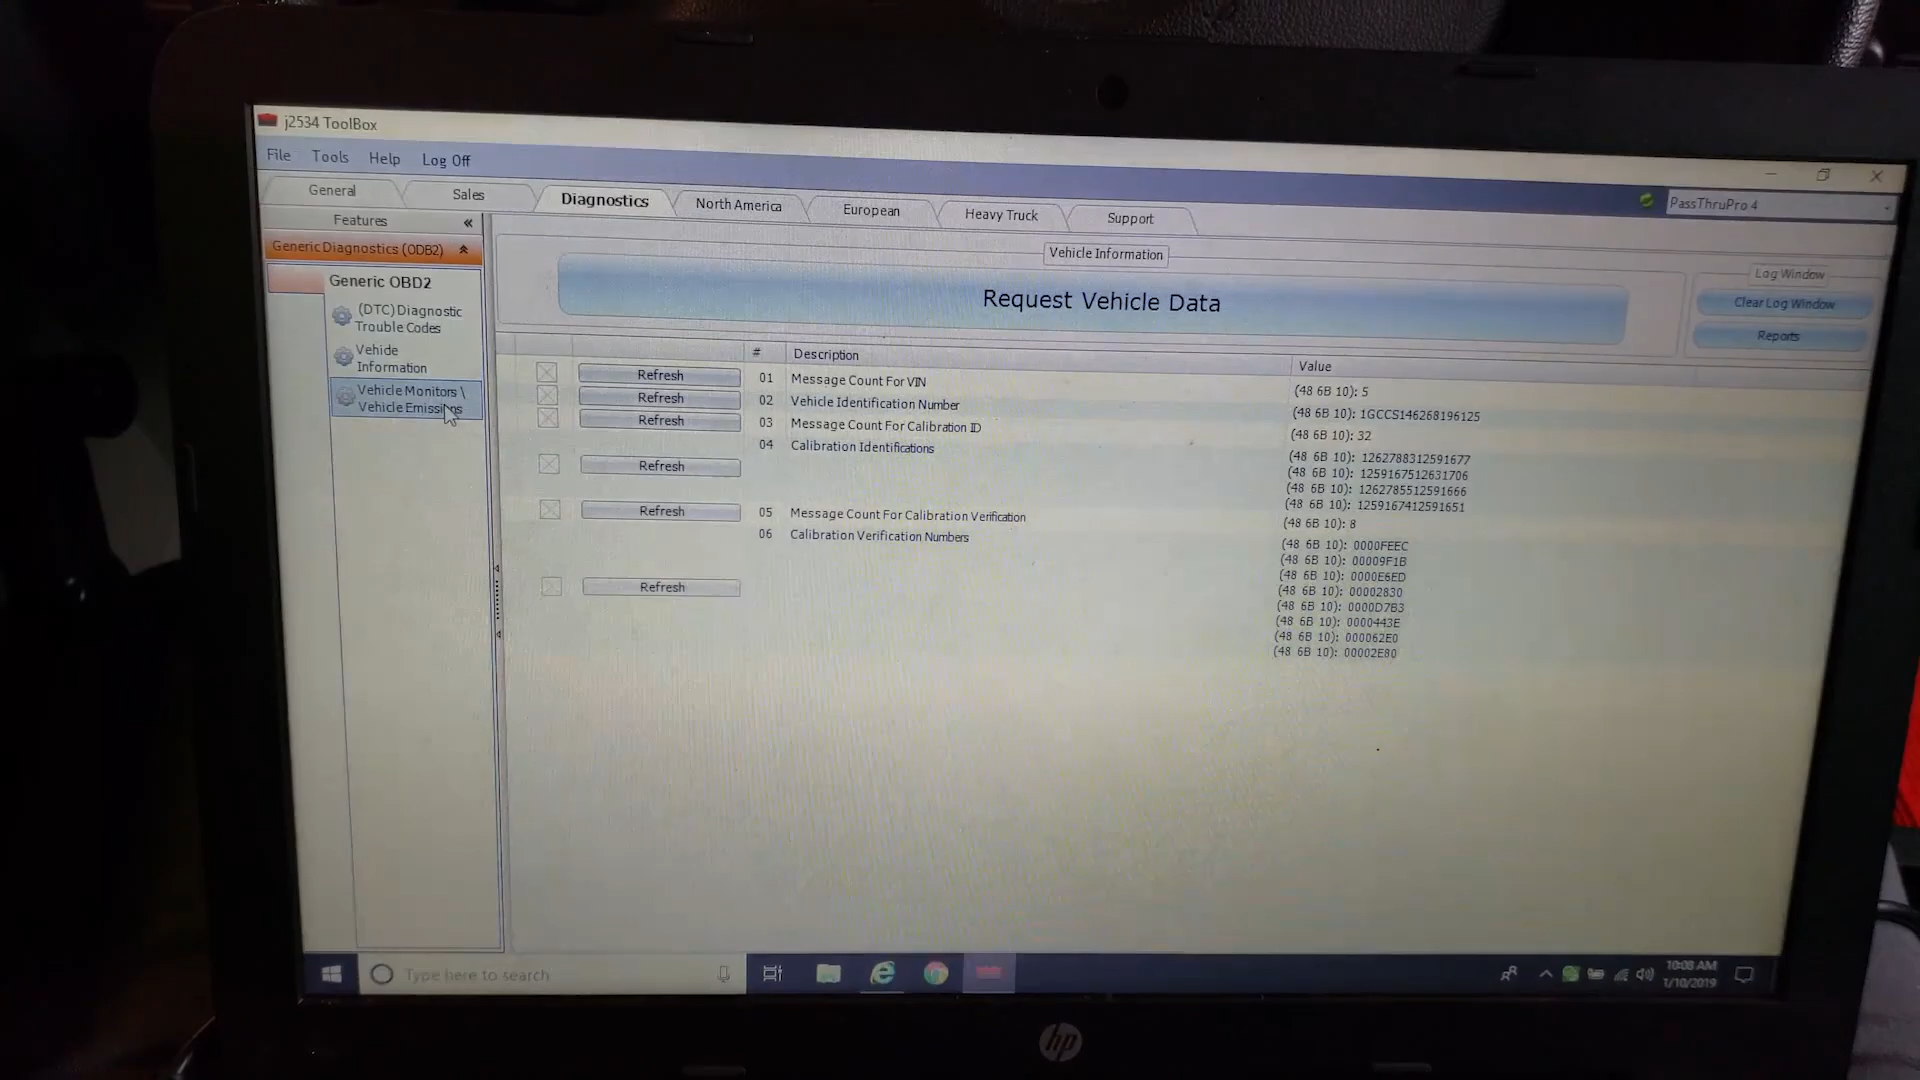 j2534 ToolBox
File Tools Help Log Off
General Sales Diagnostics North America European Heavy Truck Support
PassThruPro 4
Features «
Generic Diagnostics (ODB2)
Generic OBD2
(DTC) Diagnostic
Trouble Codes
Vehicle
Information
Vehicle Monitors \
Vehicle Emissions
Vehicle Information
Request Vehicle Data
Log Window
Clear Log Window
Reports
# Description Value
Refresh 01 Message Count For VIN (48 6B 10): 5
Refresh 02 Vehicle Identification Number (48 6B 10): 1GCCS146268196125
Refresh 03 Message Count For Calibration ID (48 6B 10): 32
04 Calibration Identifications (48 6B 10): 1262788312591677
Refresh (48 6B 10): 1259167512631706
(48 6B 10): 1262785512591666
(48 6B 10): 1259167412591651
Refresh 05 Message Count For Calibration Verification (48 6B 10): 8
06 Calibration Verification Numbers (48 6B 10): 0000FEEC
(48 6B 10): 00009F1B
(48 6B 10): 0000E6ED
Refresh (48 6B 10): 00002830
(48 6B 10): 0000D7B3
(48 6B 10): 0000443E
(48 6B 10): 000062E0
(48 6B 10): 00002E80
Type here to search
10:08 AM
1/10/2019
hp